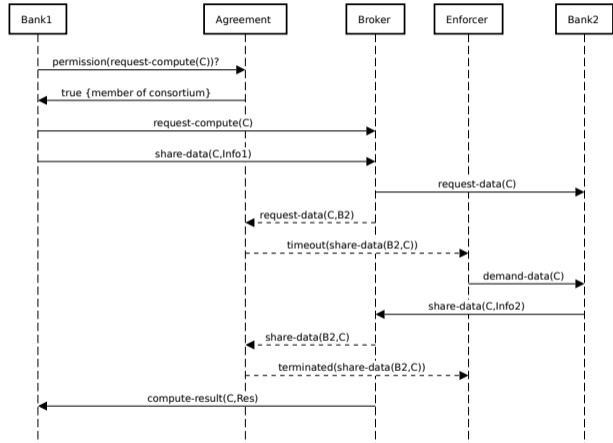 Bank1
Agreement
Broker
Enforcer
Bank2
permission(request-compute(C))?
true {member of consortium}
request-compute(C)
share-data(C,Info1)
request-data(C)
request-data(C,B2)
timeout(share-data(B2,C))
demand-data(C)
share-data(C,Info2)
share-data(B2,C)
terminated(share-data(B2,C))
compute-result(C,Res)